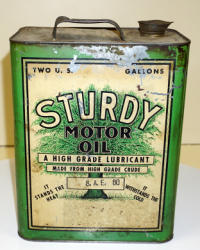 TWO U.S. GALLONS
STURDY
MOTOR
OIL
A HIGH GRADE LUBRICANT
MADE FROM HIGH GRADE CRUDE
S.A.E. 60
IT
STANDS THE
HEAT
WITHSTANDS THE
COLD